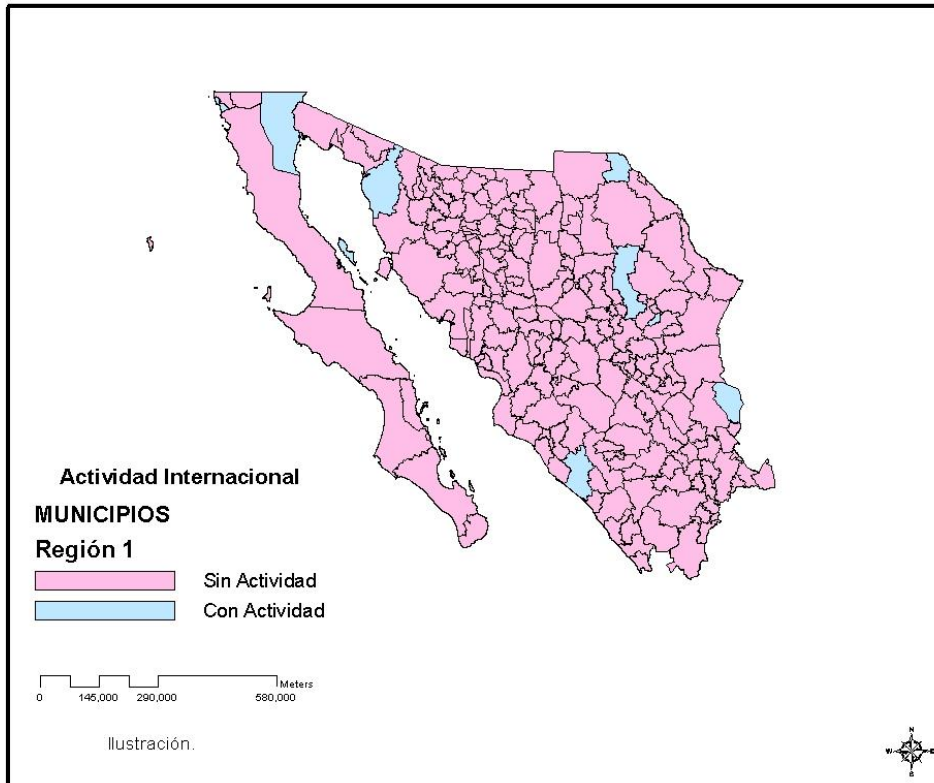 Actividad Internacional
MUNICIPIOS
Región 1
Sin Actividad
Con Actividad
Meters
0 145,000 290,000 580,000
Ilustración.
N
W E
S